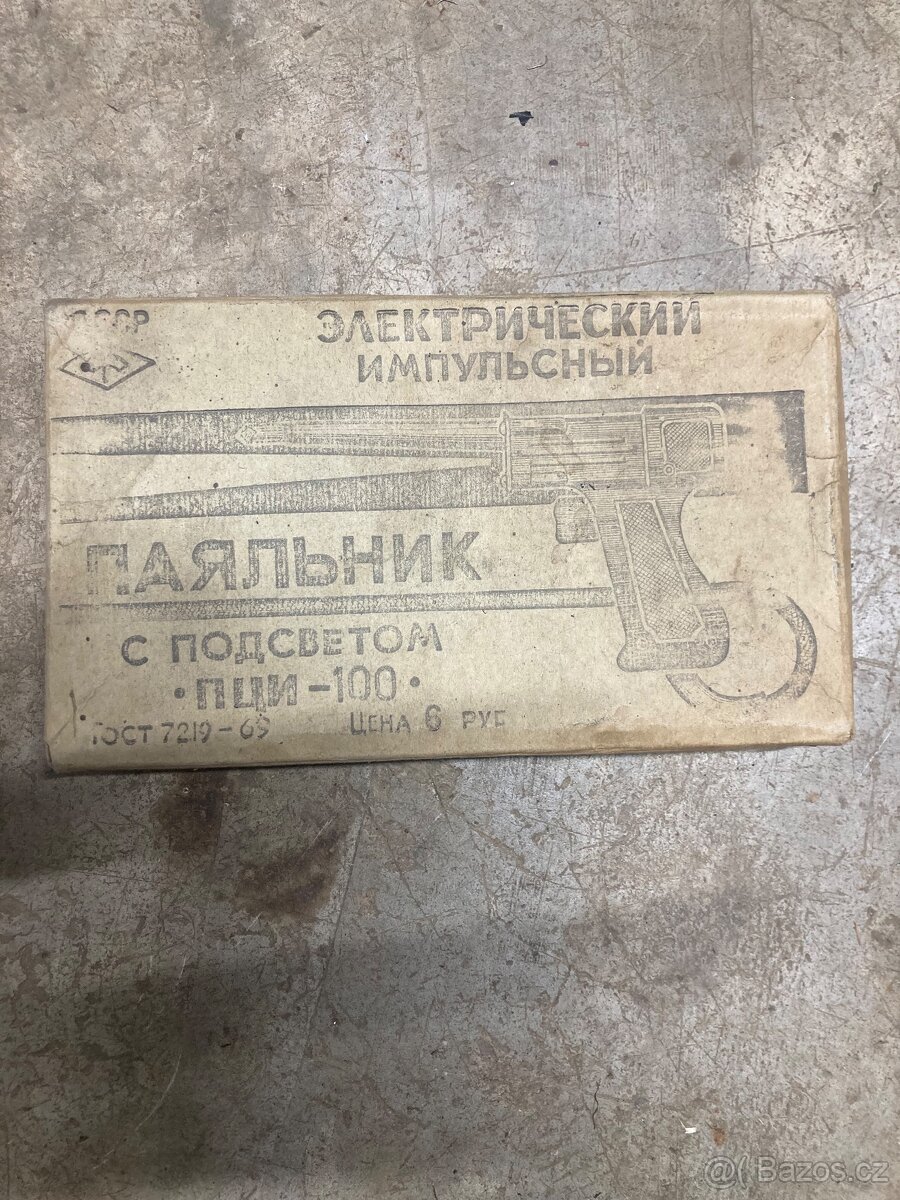 СССР
ЭЛЕКТРИЧЕСКИЙ
ИМПУЛЬСНЫЙ
ПАЯЛЬНИК
С ПОДСВЕТОМ
• ПЦИ-100 •
ГОСТ 7219-69 ЦЕНА 6 РУБ
@( Bazos.cz